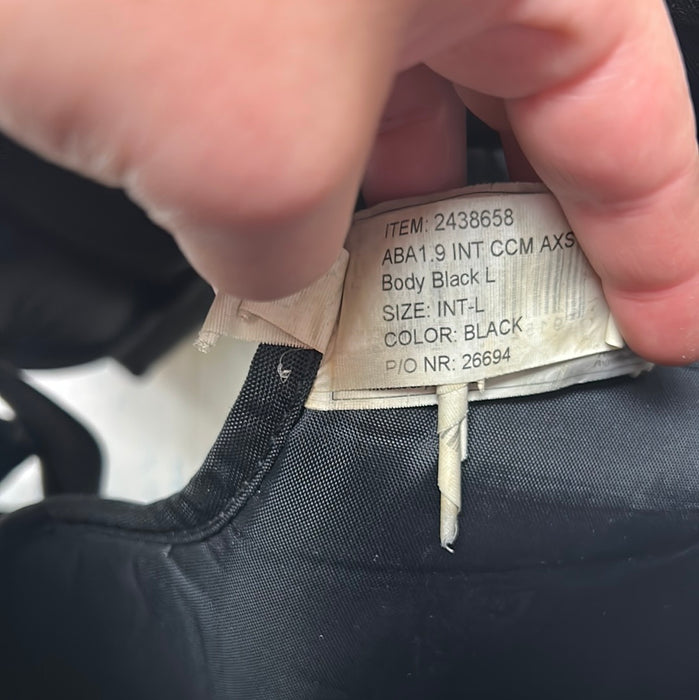 ITEM: 2438658
ABA1.9 INT CCM AXS
Body Black L
SIZE: INT-L
COLOR: BLACK
P/O NR: 26694